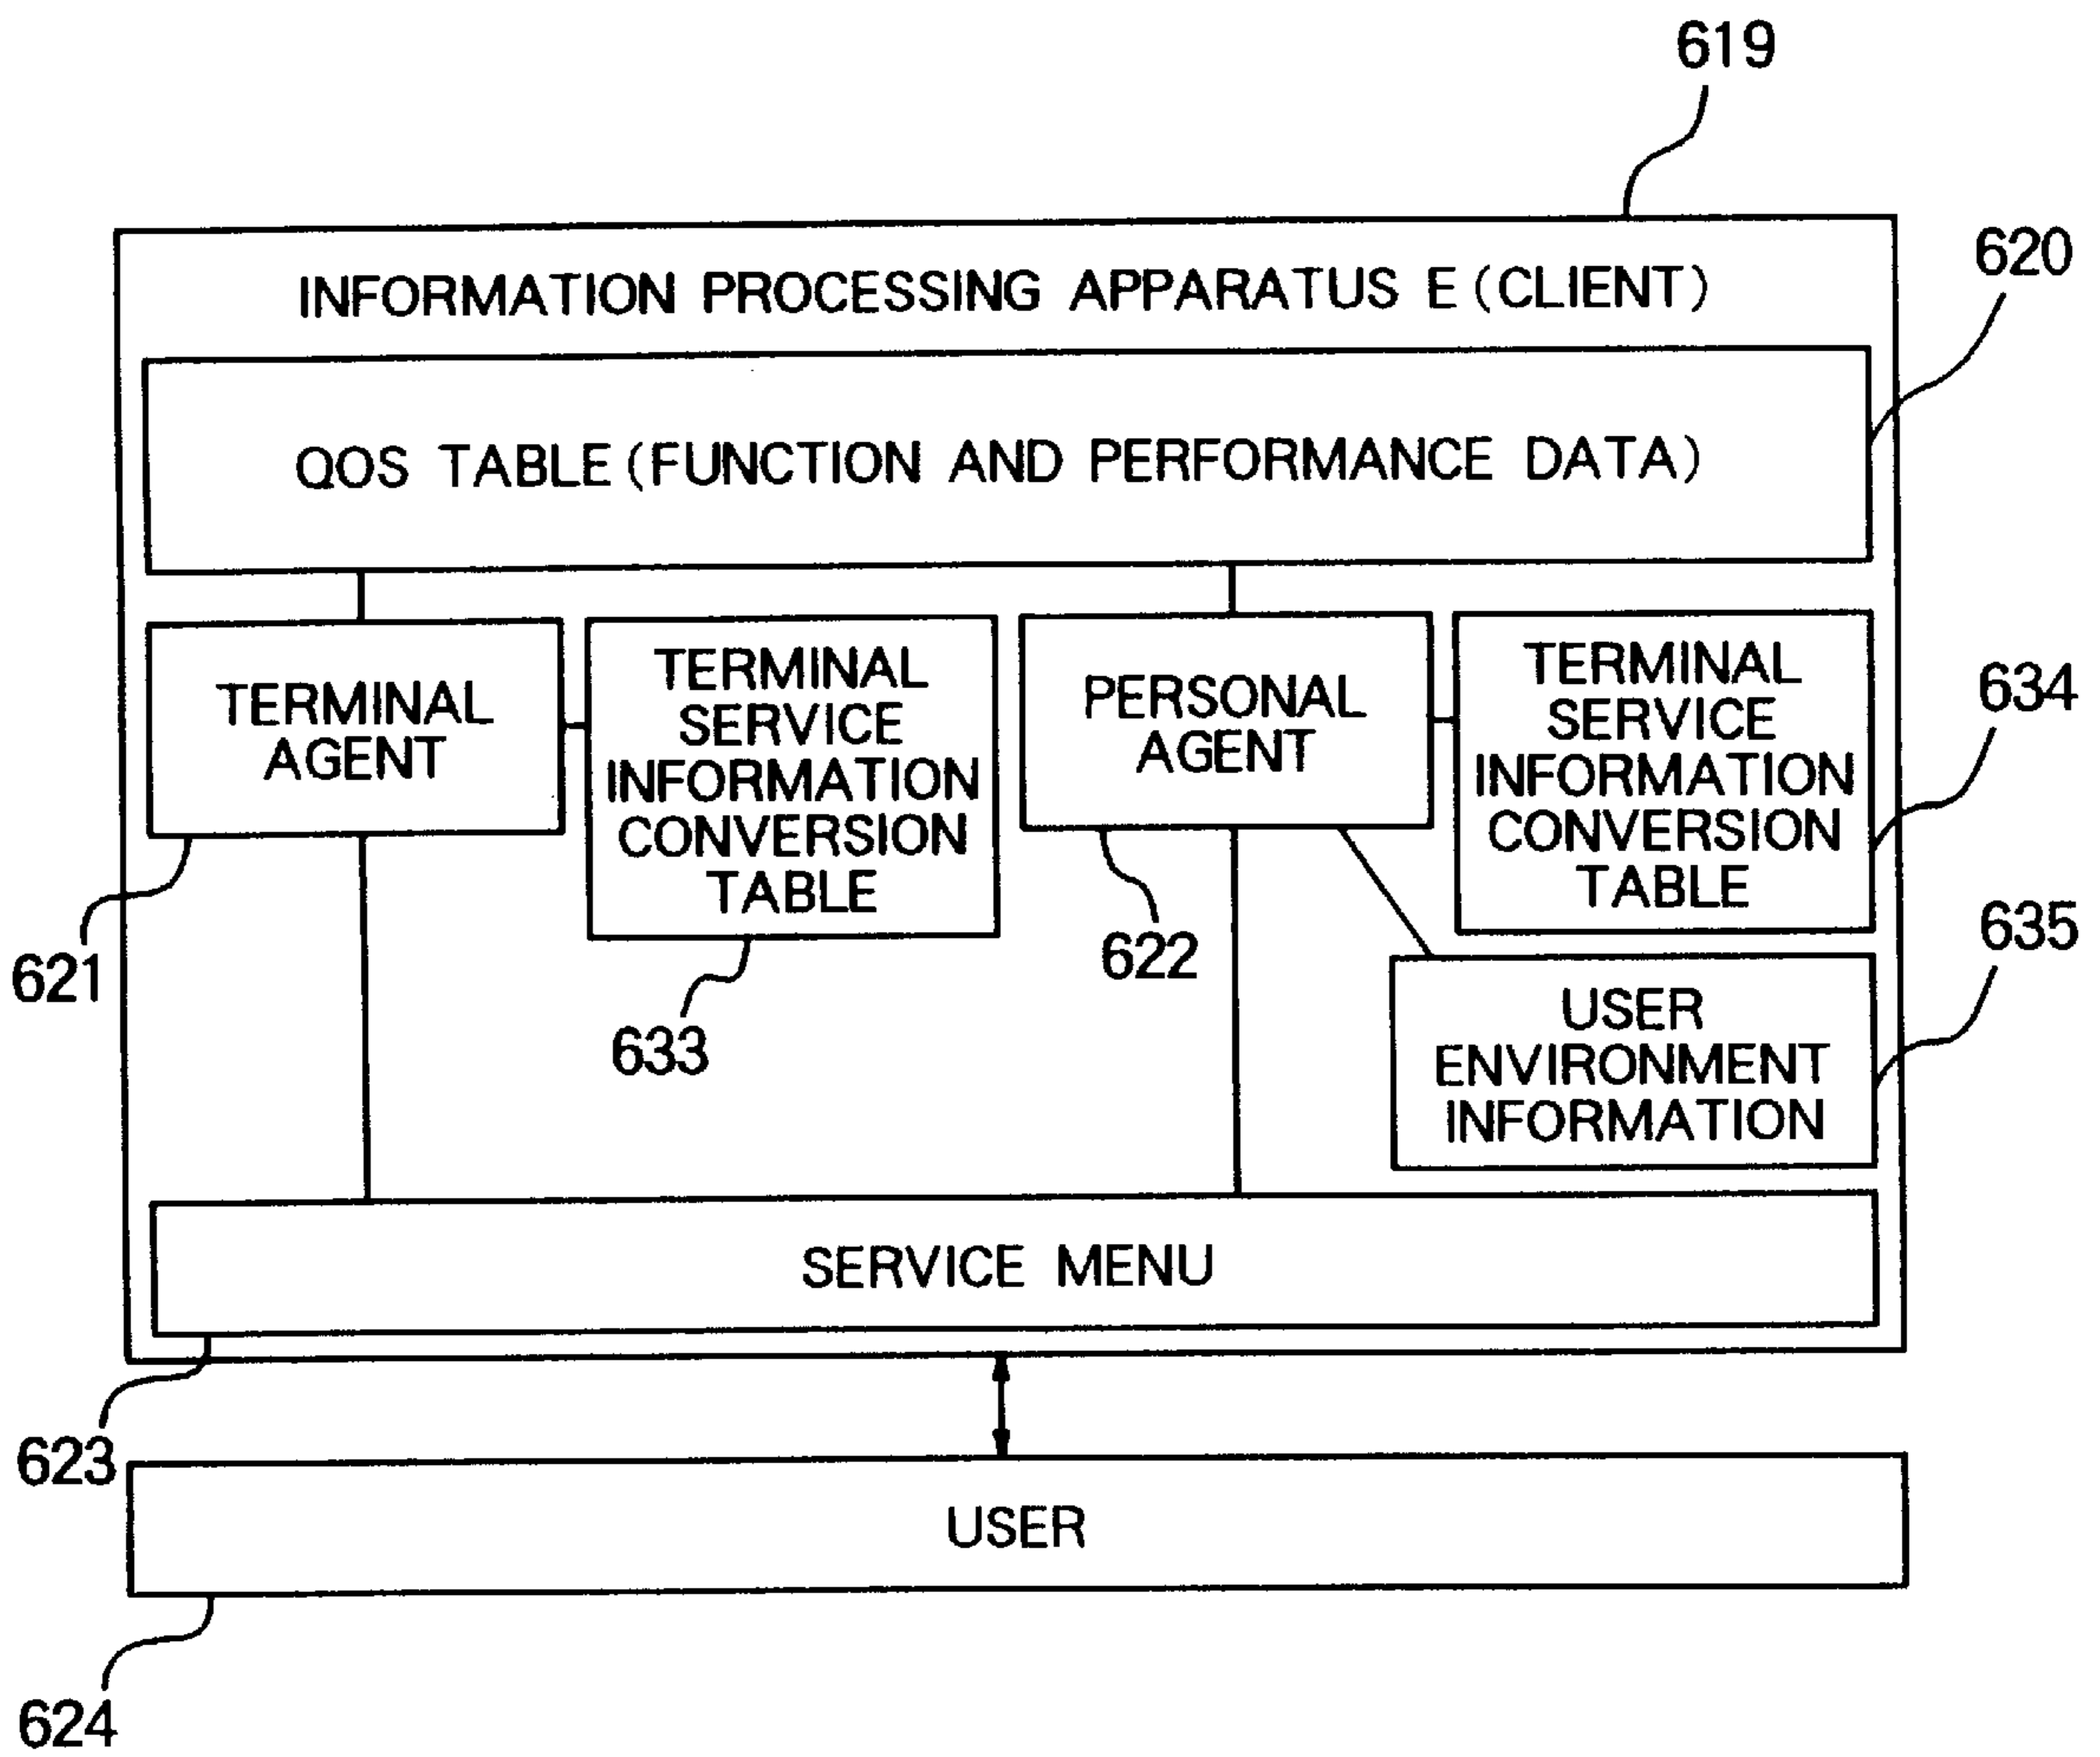 619
INFORMATION PROCESSING APPARATUS E (CLIENT)
620
QOS TABLE (FUNCTION AND PERFORMANCE DATA)
TERMINAL
AGENT
TERMINAL
SERVICE
INFORMATION
CONVERSION
TABLE
PERSONAL
AGENT
TERMINAL
SERVICE
INFORMATION
CONVERSION
TABLE
634
621
633
622
635
USER
ENVIRONMENT
INFORMATION
SERVICE MENU
623
USER
624